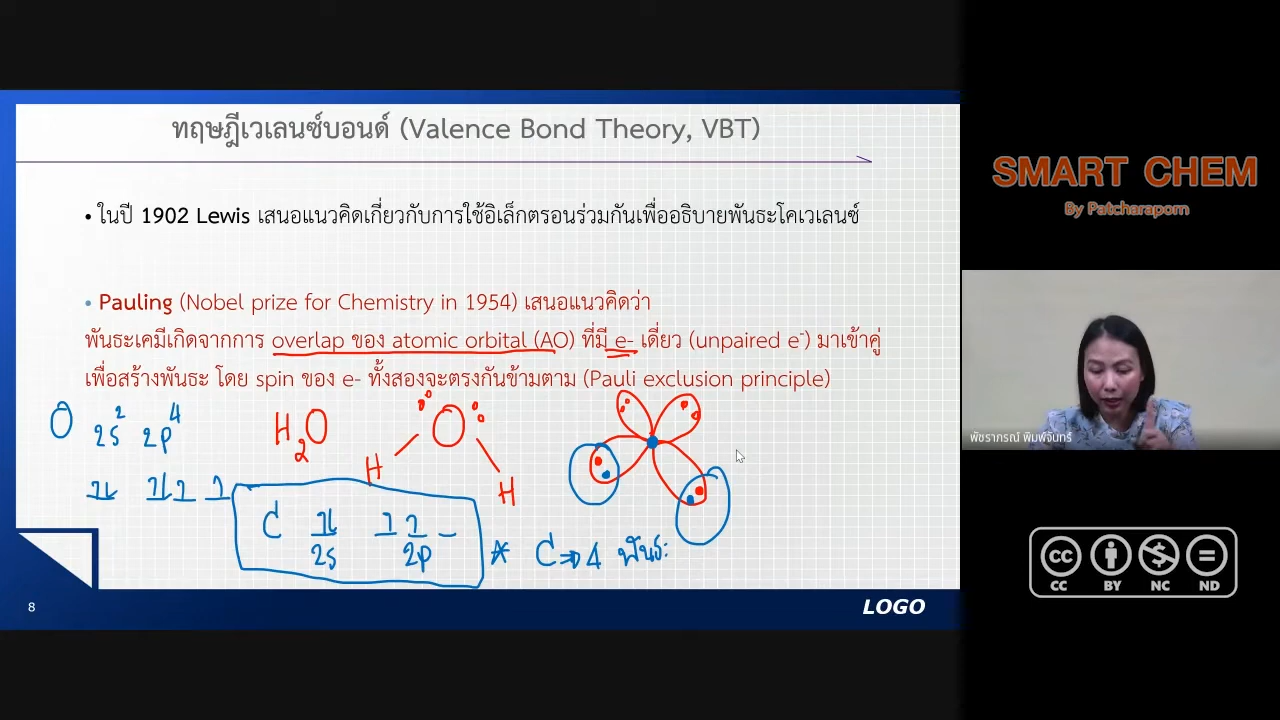 ทฤษฎีเวเลนซ์บอนด์ (Valence Bond Theory, VBT)
• ในปี 1902 Lewis เสนอแนวคิดเกี่ยวกับการใช้อิเล็กตรอนร่วมกันเพื่ออธิบายพันธะโคเวเลนซ์
• Pauling (Nobel prize for Chemistry in 1954) เสนอแนวคิดว่า
พันธะเคมีเกิดจากการ overlap ของ atomic orbital (AO) ที่มี e- เดี่ยว (unpaired e-) มาเข้าคู่
เพื่อสร้างพันธะ โดย spin ของ e- ทั้งสองจะตรงกันข้ามตาม (Pauli exclusion principle)
O 2s² 2p⁴
H₂O
O
H H
C
2s 2p
* C ⇒ 4 พันธะ
8
LOGO
SMART CHEM
By Patcharaporn
พัชราภรณ์ พิมพ์จันทร์
CC BY NC ND